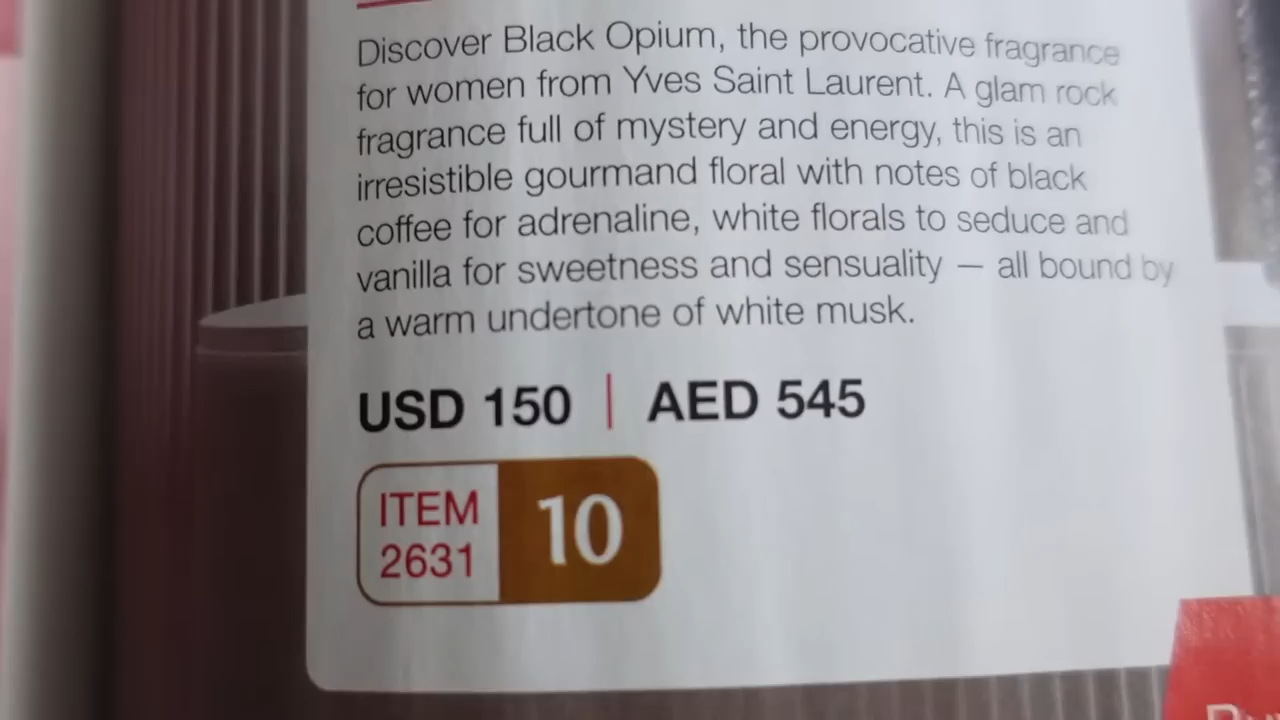 Discover Black Opium, the provocative fragrance
for women from Yves Saint Laurent. A glam rock
fragrance full of mystery and energy, this is an
irresistible gourmand floral with notes of black
coffee for adrenaline, white florals to seduce and
vanilla for sweetness and sensuality — all bound by
a warm undertone of white musk.
USD 150 | AED 545
ITEM
2631
10